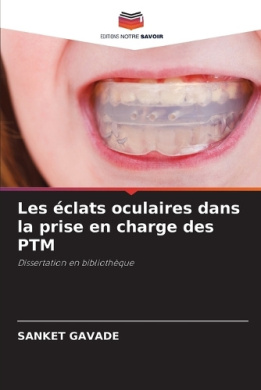 EDITIONS NOTRE SAVOIR
Les éclats oculaires dans
la prise en charge des
PTM
Dissertation en bibliothèque
SANKET GAVADE